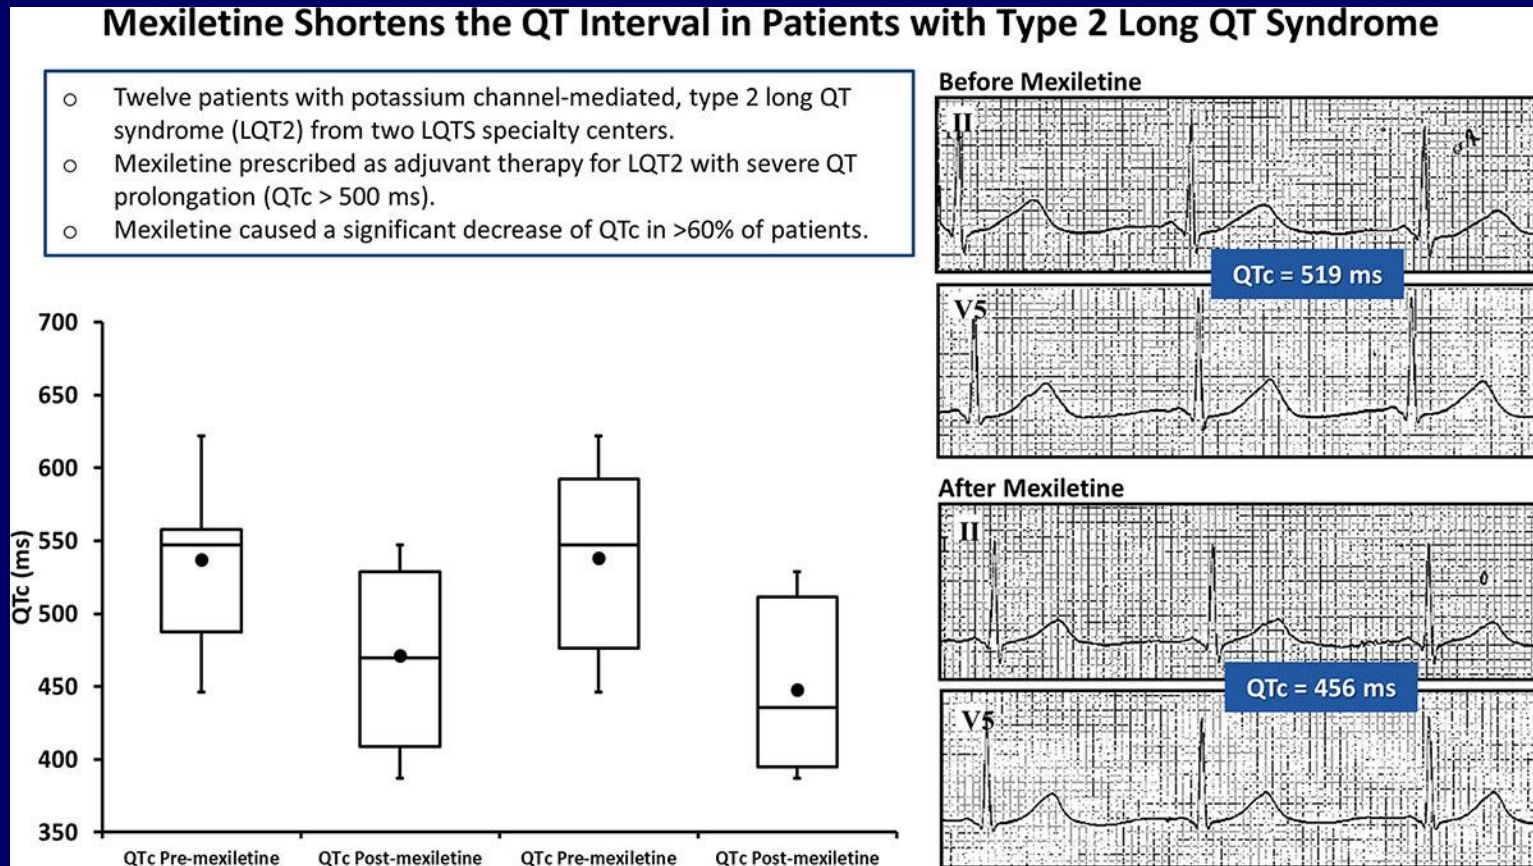 Mexiletine Shortens the QT Interval in Patients with Type 2 Long QT Syndrome
○ Twelve patients with potassium channel-mediated, type 2 long QT
syndrome (LQT2) from two LQTS specialty centers.
○ Mexiletine prescribed as adjuvant therapy for LQT2 with severe QT
prolongation (QTc > 500 ms).
○ Mexiletine caused a significant decrease of QTc in >60% of patients.
Before Mexiletine
II
QTc = 519 ms
V5
After Mexiletine
II
QTc = 456 ms
V5
QTc (ms)
700
650
600
550
500
450
400
350
QTc Pre-mexiletine QTc Post-mexiletine QTc Pre-mexiletine QTc Post-mexiletine